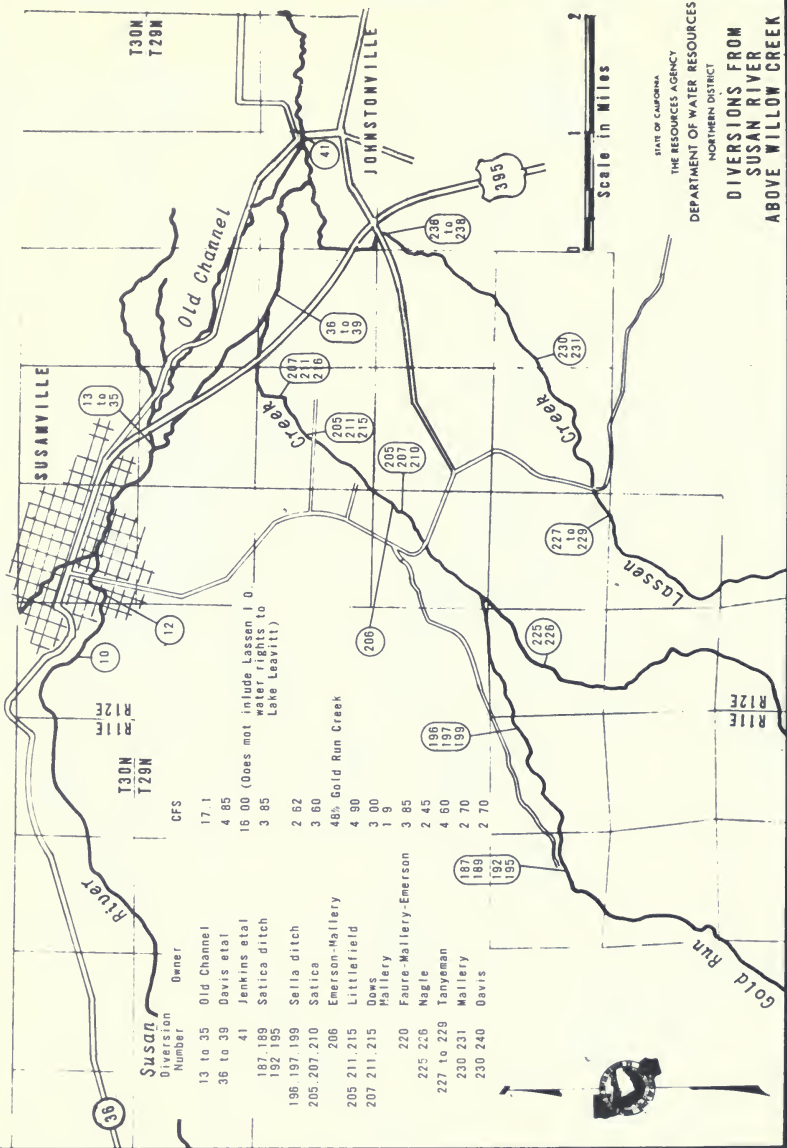 36
Susan River
T30N
T29N
R11E
R12E
10
12
SUSANVILLE
13 to 35
Old Channel
T30N
T29N
41
JOHNSTONVILLE
395
36 to 39
236 to 238
207 211 216
205 211 215
Creek
205 207 210
206
230 231
Creek
227 to 229
Lassen
225 226
196 197 199
187 189 192 195
Gold Run
R11E
R12E
Diversion Number Owner CFS
13 to 35 Old Channel 17.1
36 to 39 Davis etal 4 85
41 Jenkins etal 16 00 (Does mot inlude Lassen I D
water rights to
Lake Leavitt)
187.189 Satica ditch 3 85
192 195
196.197.199 Sella ditch 2 62
205.207.210 Satica 3 60
206 Emerson-Mallery 48% Gold Run Creek
205 211.215 Littlefield 4 90
207 211.215 Dows 3 00
Mallery 1 9
220 Faure-Mallery-Emerson 3 85
225 226 Nagle 2 45
227 to 229 Tanyeman 4 60
230 231 Mallery 2 70
230 240 Davis 2 70
0 1 2
Scale in Miles
STATE OF CALIFORNIA
THE RESOURCES AGENCY
DEPARTMENT OF WATER RESOURCES
NORTHERN DISTRICT
DIVERSIONS FROM
SUSAN RIVER
ABOVE WILLOW CREEK